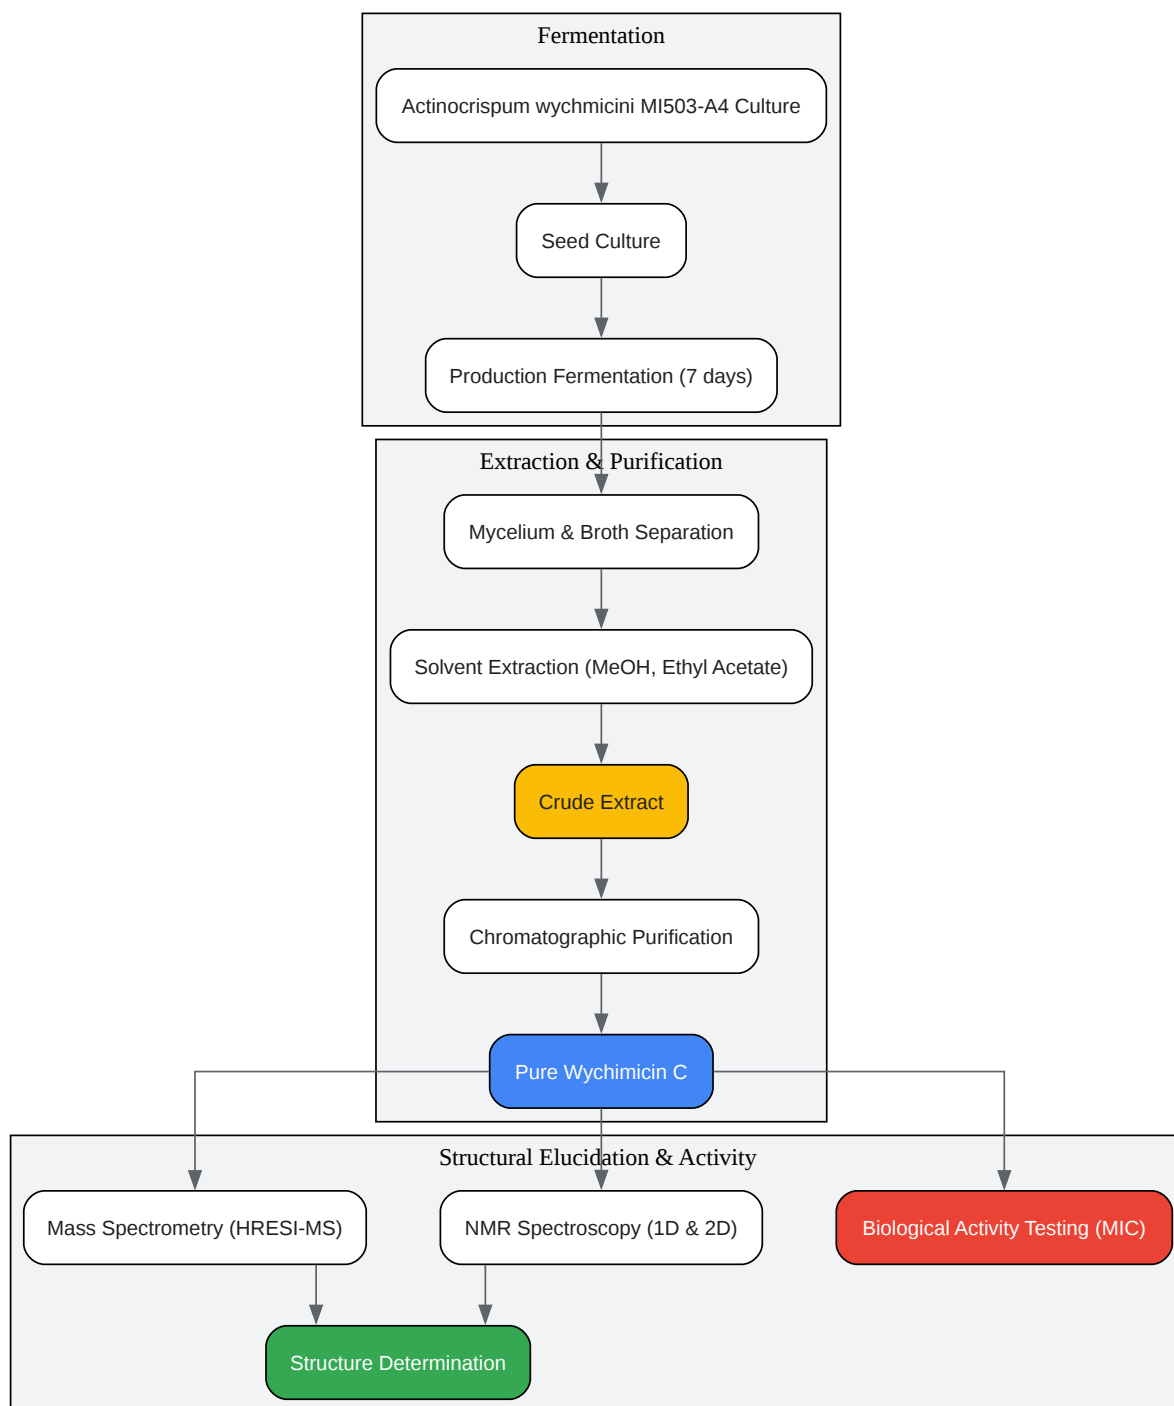 Fermentation
Actinocrispum wychmicini MI503-A4 Culture
Seed Culture
Production Fermentation (7 days)
Extraction & Purification
Mycelium & Broth Separation
Solvent Extraction (MeOH, Ethyl Acetate)
Crude Extract
Chromatographic Purification
Pure Wychimicin C
Structural Elucidation & Activity
Mass Spectrometry (HRESI-MS)
NMR Spectroscopy (1D & 2D)
Biological Activity Testing (MIC)
Structure Determination